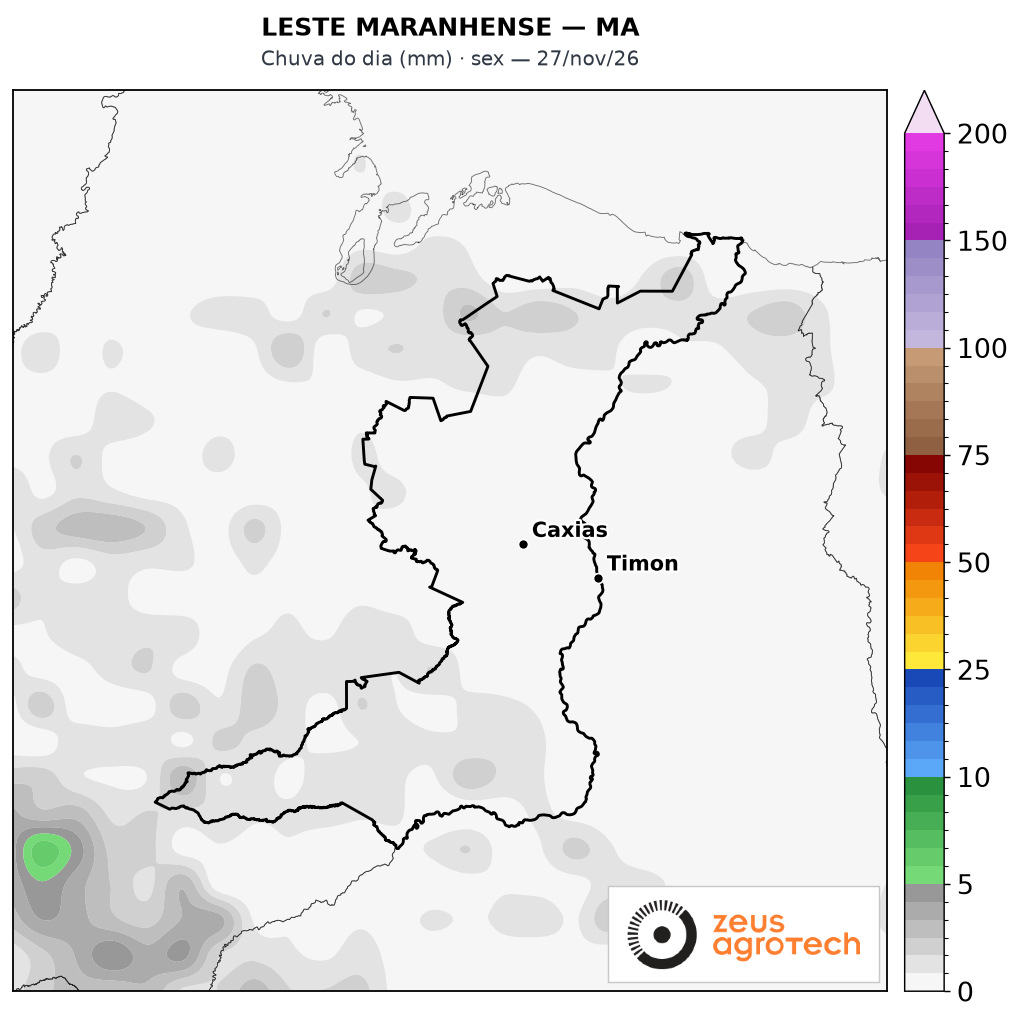 LESTE MARANHENSE — MA
Chuva do dia (mm) · sex — 27/nov/26
200
150
100
75
50
25
10
5
0
Caxias
Timon
zeus
agrotech